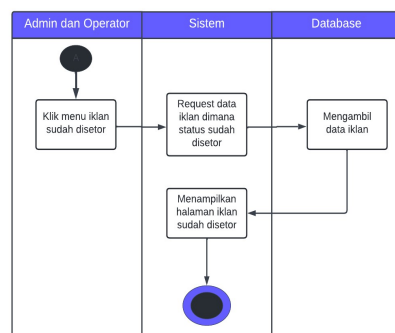 Admin dan Operator
Sistem
Database
Klik menu iklan
sudah disetor
Request data
iklan dimana
status sudah
disetor
Mengambil
data iklan
Menampilkan
halaman iklan
sudah disetor